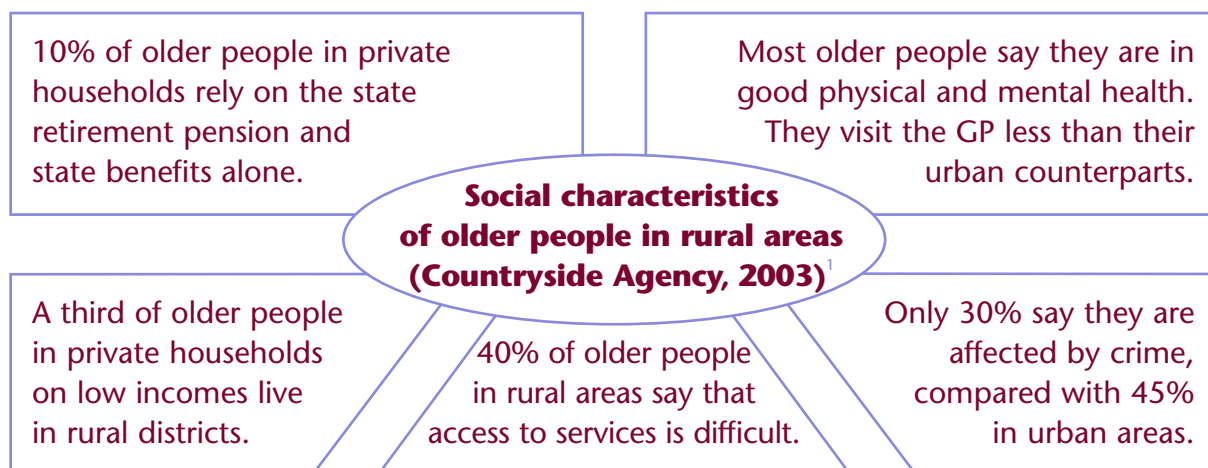 10% of older people in private
households rely on the state
retirement pension and
state benefits alone.
Most older people say they are in
good physical and mental health.
They visit the GP less than their
urban counterparts.
Social characteristics
of older people in rural areas
(Countryside Agency, 2003)1
A third of older people
in private households
on low incomes live
in rural districts.
40% of older people
in rural areas say that
access to services is difficult.
Only 30% say they are
affected by crime,
compared with 45%
in urban areas.